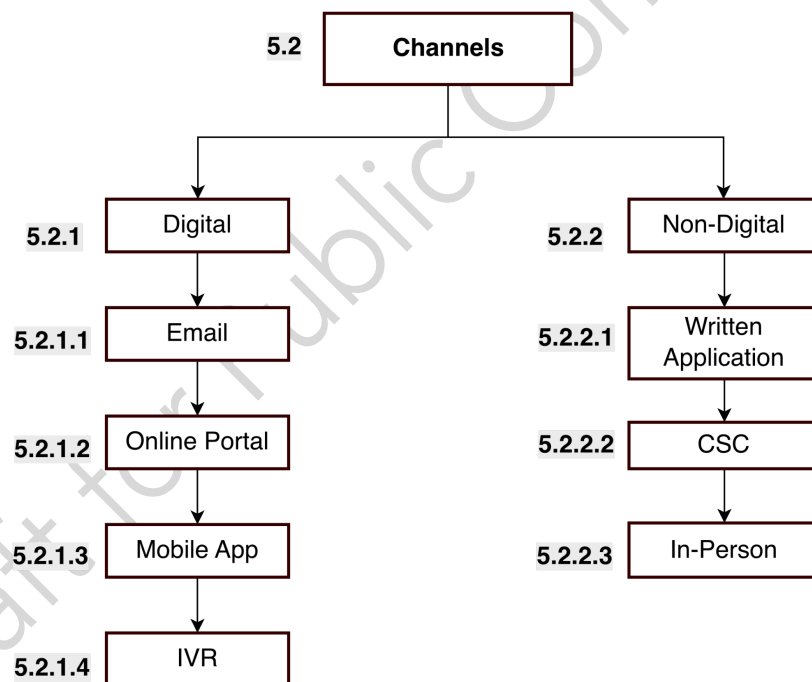 5.2 Channels
5.2.1 Digital
5.2.2 Non-Digital
5.2.1.1 Email
5.2.2.1 Written
Application
5.2.1.2 Online Portal
5.2.2.2 CSC
5.2.1.3 Mobile App
5.2.2.3 In-Person
5.2.1.4 IVR
for Public